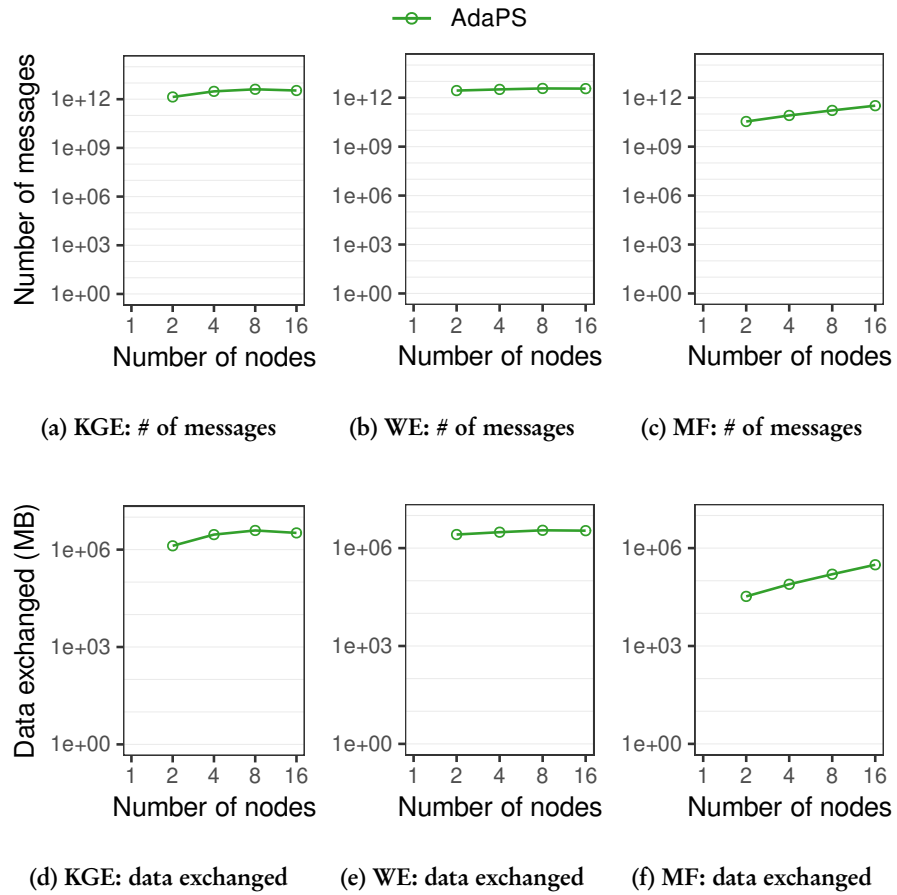 AdaPS
Number of messages
1e+12
1e+09
1e+06
1e+03
1e+00
1 2 4 8 16
Number of nodes
1e+12
1e+09
1e+06
1e+03
1e+00
1 2 4 8 16
Number of nodes
1e+12
1e+09
1e+06
1e+03
1e+00
1 2 4 8 16
Number of nodes
(a) KGE: # of messages
(b) WE: # of messages
(c) MF: # of messages
Data exchanged (MB)
1e+06
1e+03
1e+00
1 2 4 8 16
Number of nodes
1e+06
1e+03
1e+00
1 2 4 8 16
Number of nodes
1e+06
1e+03
1e+00
1 2 4 8 16
Number of nodes
(d) KGE: data exchanged
(e) WE: data exchanged
(f) MF: data exchanged